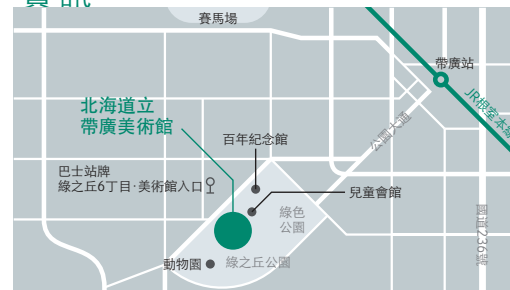 資訊
賽馬場
帶廣站
JR根室本線
北海道立
帶廣美術館
公園大通
百年紀念館
巴士站牌
綠之丘6丁目·美術館入口
兒童會館
綠色
公園
國道236號
動物園
綠之丘公園